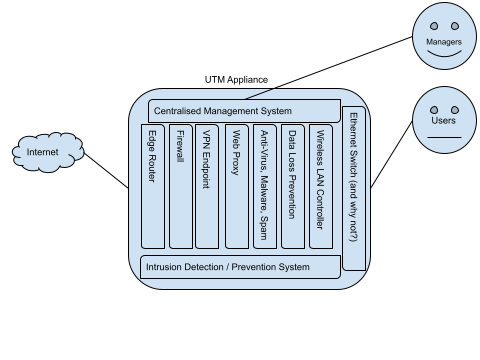 Managers
UTM Appliance
Users
Centralised Management System
Internet
Edge Router
Firewall
VPN Endpoint
Web Proxy
Anti-Virus, Malware, Spam
Data Loss Prevention
Wireless LAN Controller
Ethernet Switch (and why not?)
Intrusion Detection / Prevention System